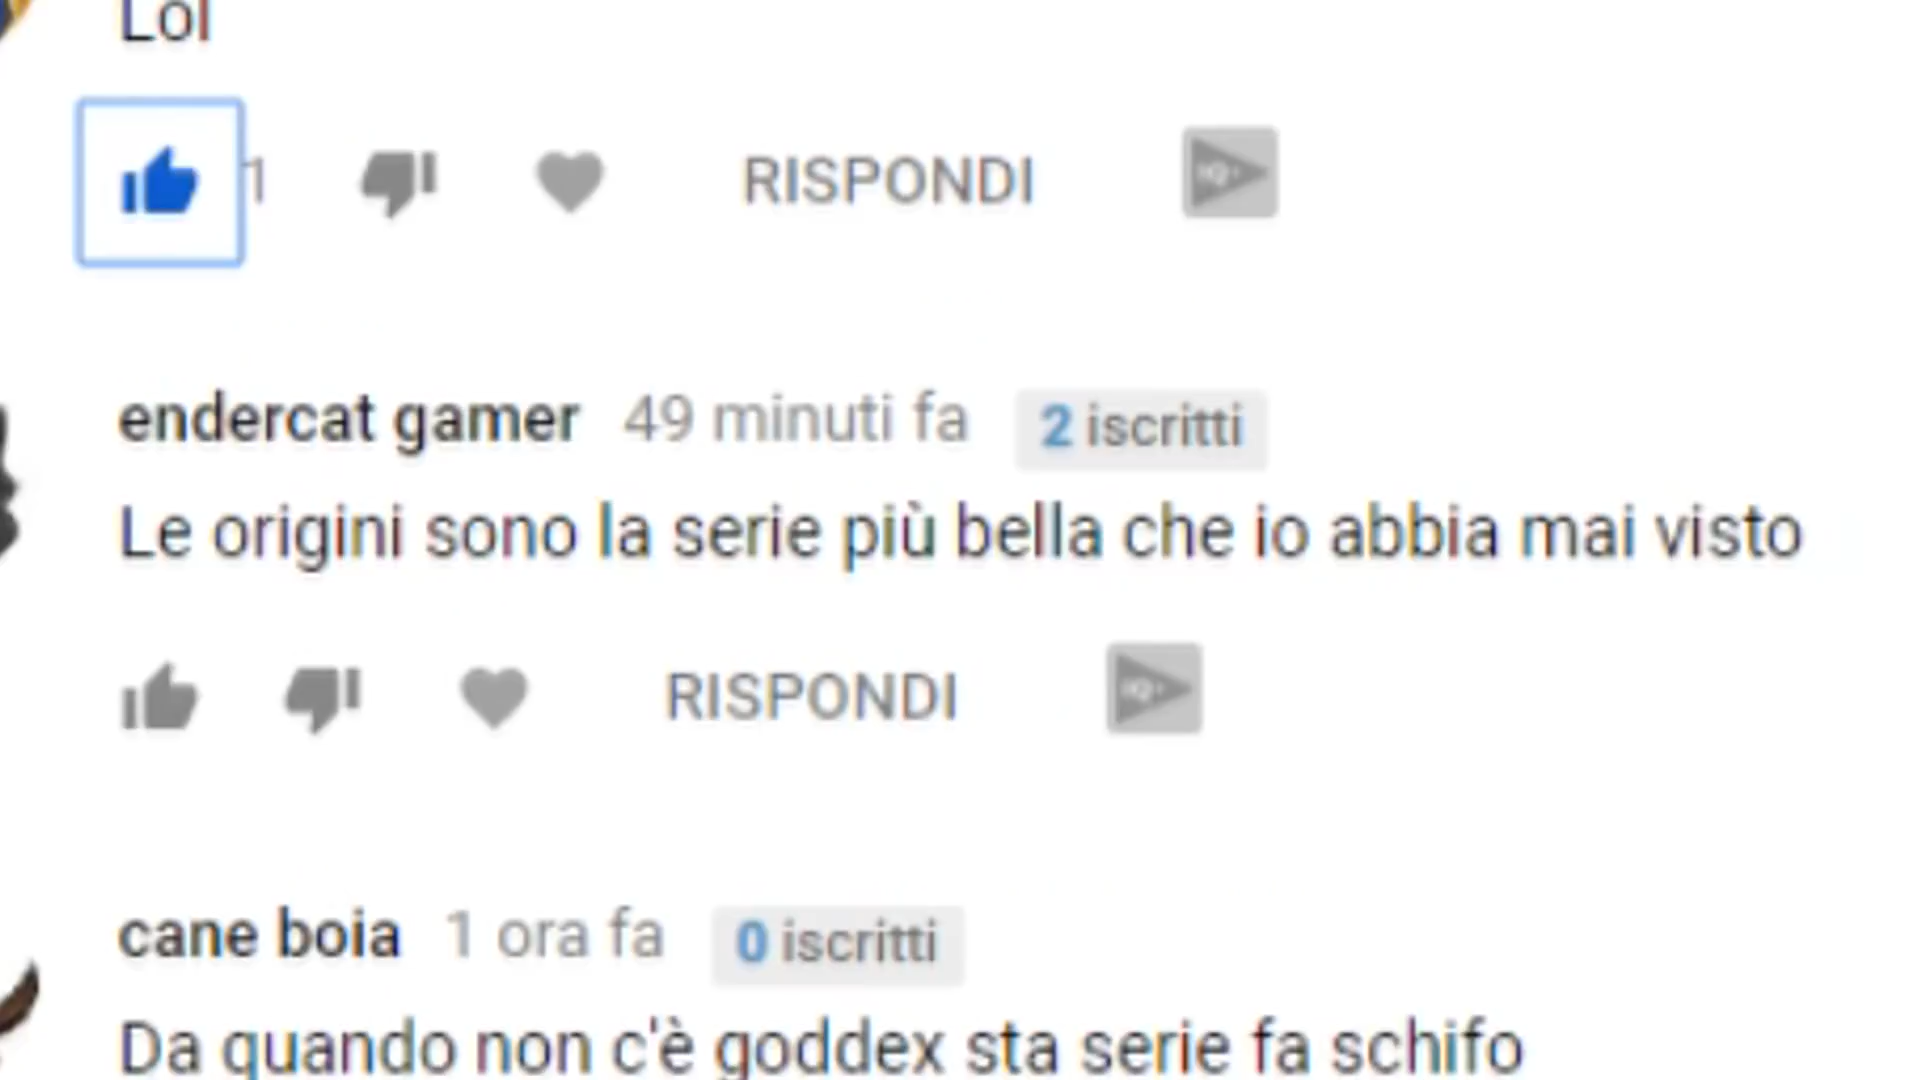 Lol
1 RISPONDI
endercat gamer 49 minuti fa 2 iscritti
Le origini sono la serie più bella che io abbia mai visto
RISPONDI
cane boia 1 ora fa 0 iscritti
Da quando non c'è goddex sta serie fa schifo